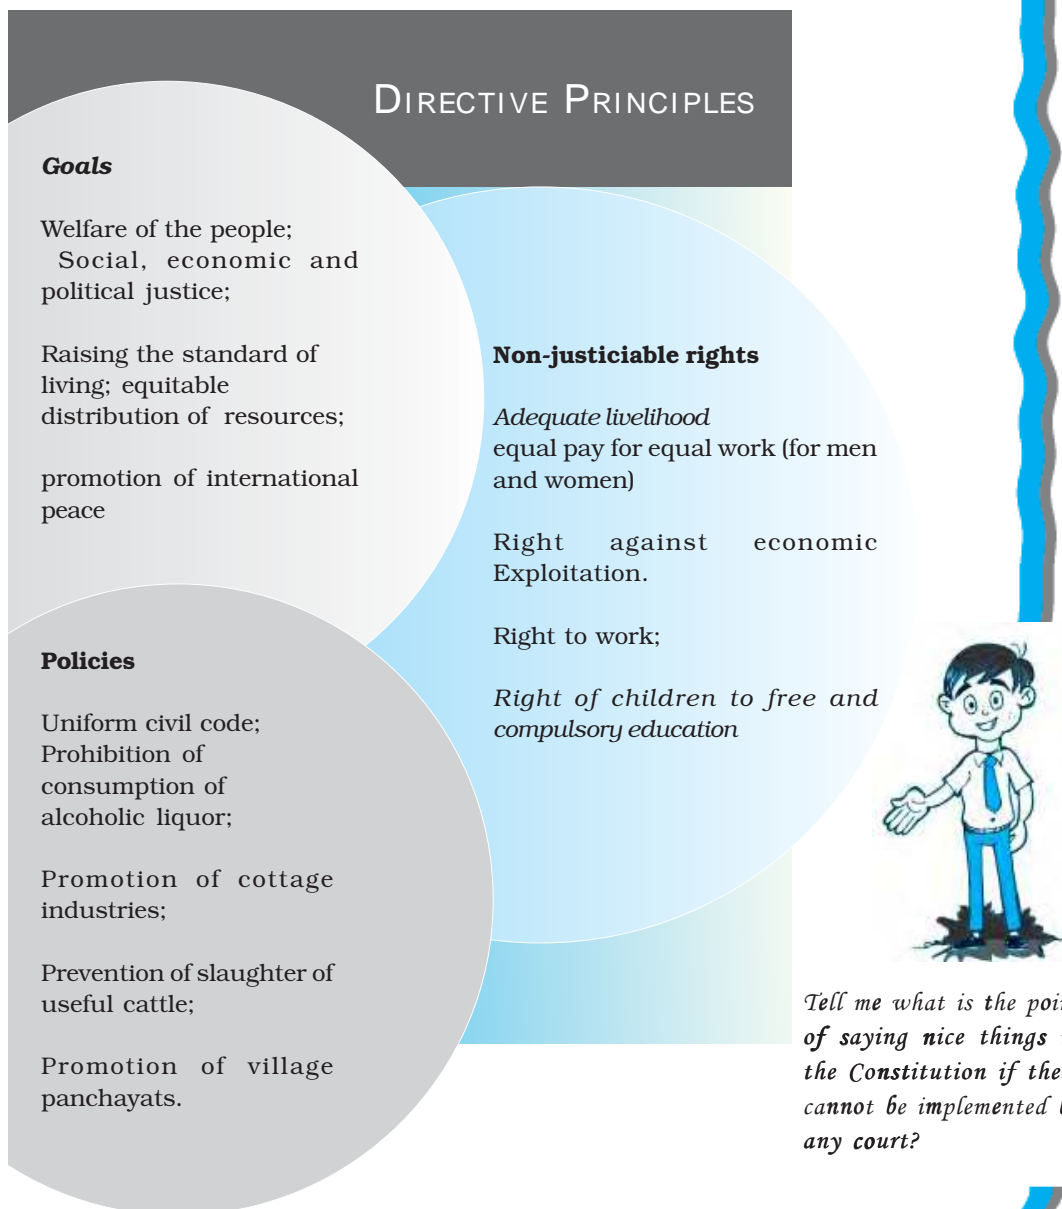 DIRECTIVE PRINCIPLES
Goals
Welfare of the people;
Social, economic and
political justice;
Raising the standard of
living; equitable
distribution of resources;
promotion of international
peace
Non-justiciable rights
Adequate livelihood
equal pay for equal work (for men
and women)
Right against economic
Exploitation.
Right to work;
Right of children to free and
compulsory education
Policies
Uniform civil code;
Prohibition of
consumption of
alcoholic liquor;
Promotion of cottage
industries;
Prevention of slaughter of
useful cattle;
Promotion of village
panchayats.
Tell me what is the
of saying nice things
the Constitution if
cannot be implemented
any court?